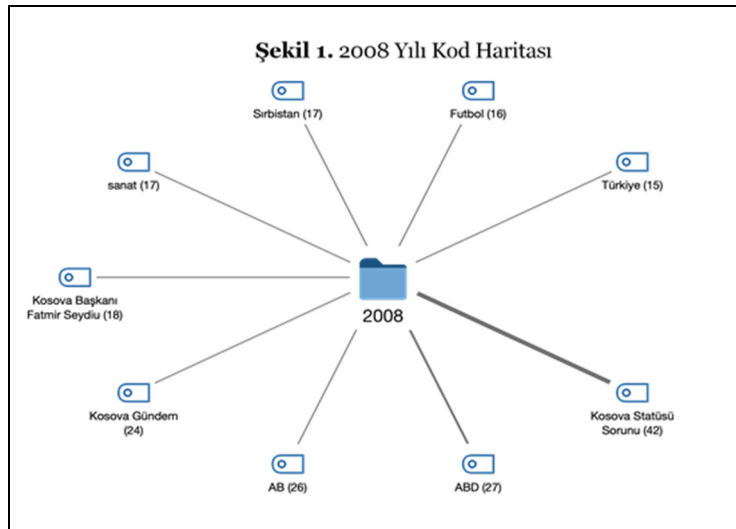 Şekil 1. 2008 Yılı Kod Haritası
Sırbistan (17)
Futbol (16)
sanat (17)
Türkiye (15)
Kosova Başkanı
Fatmir Seydiu (18)
2008
Kosova Gündem
(24)
Kosova Statüsü
Sorunu (42)
AB (26)
ABD (27)